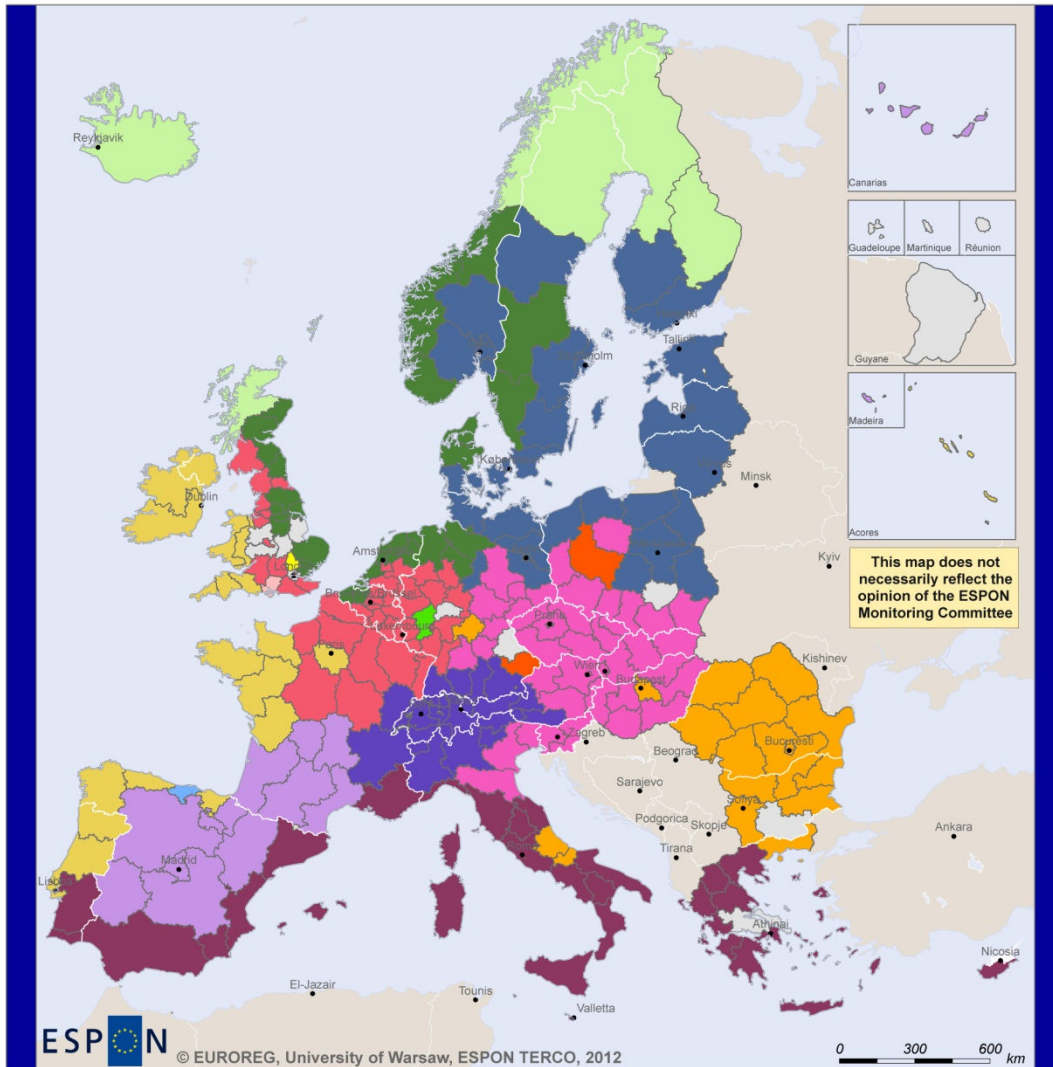 Reykjavik
Canarias
Guadeloupe
Martinique
Réunion
Guyane
Madeira
Acores
This map does not
necessarily reflect the
opinion of the ESPON
Monitoring Committee
Tallinn
Minsk
Dublin
Kyiv
Paris
Praha
Wien
Budapest
Kishinev
Zagreb
Beograd
Bucuresti
Sarajevo
Podgorica
Skopje
Sofiya
Tirana
Ankara
Madrid
Roma
Athinai
Nicosia
El-Jazair
Tounis
Valletta
ESPON
© EUROREG, University of Warsaw, ESPON TERCO, 2012
0 300 600
km